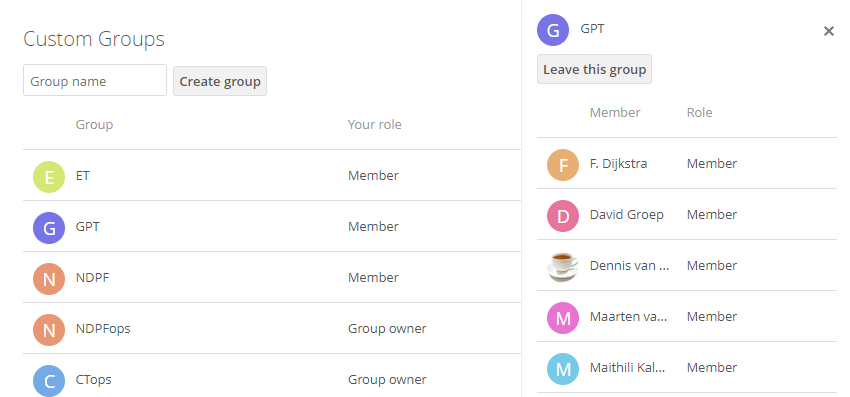 Custom Groups
Group name Create group
Group Your role
E ET Member
G GPT Member
N NDPF Member
N NDPFops Group owner
C CTops Group owner
G GPT ×
Leave this group
Member Role
F F. Dijkstra Member
D David Groep Member
Dennis van ... Member
M Maarten va... Member
M Maithili Kal... Member